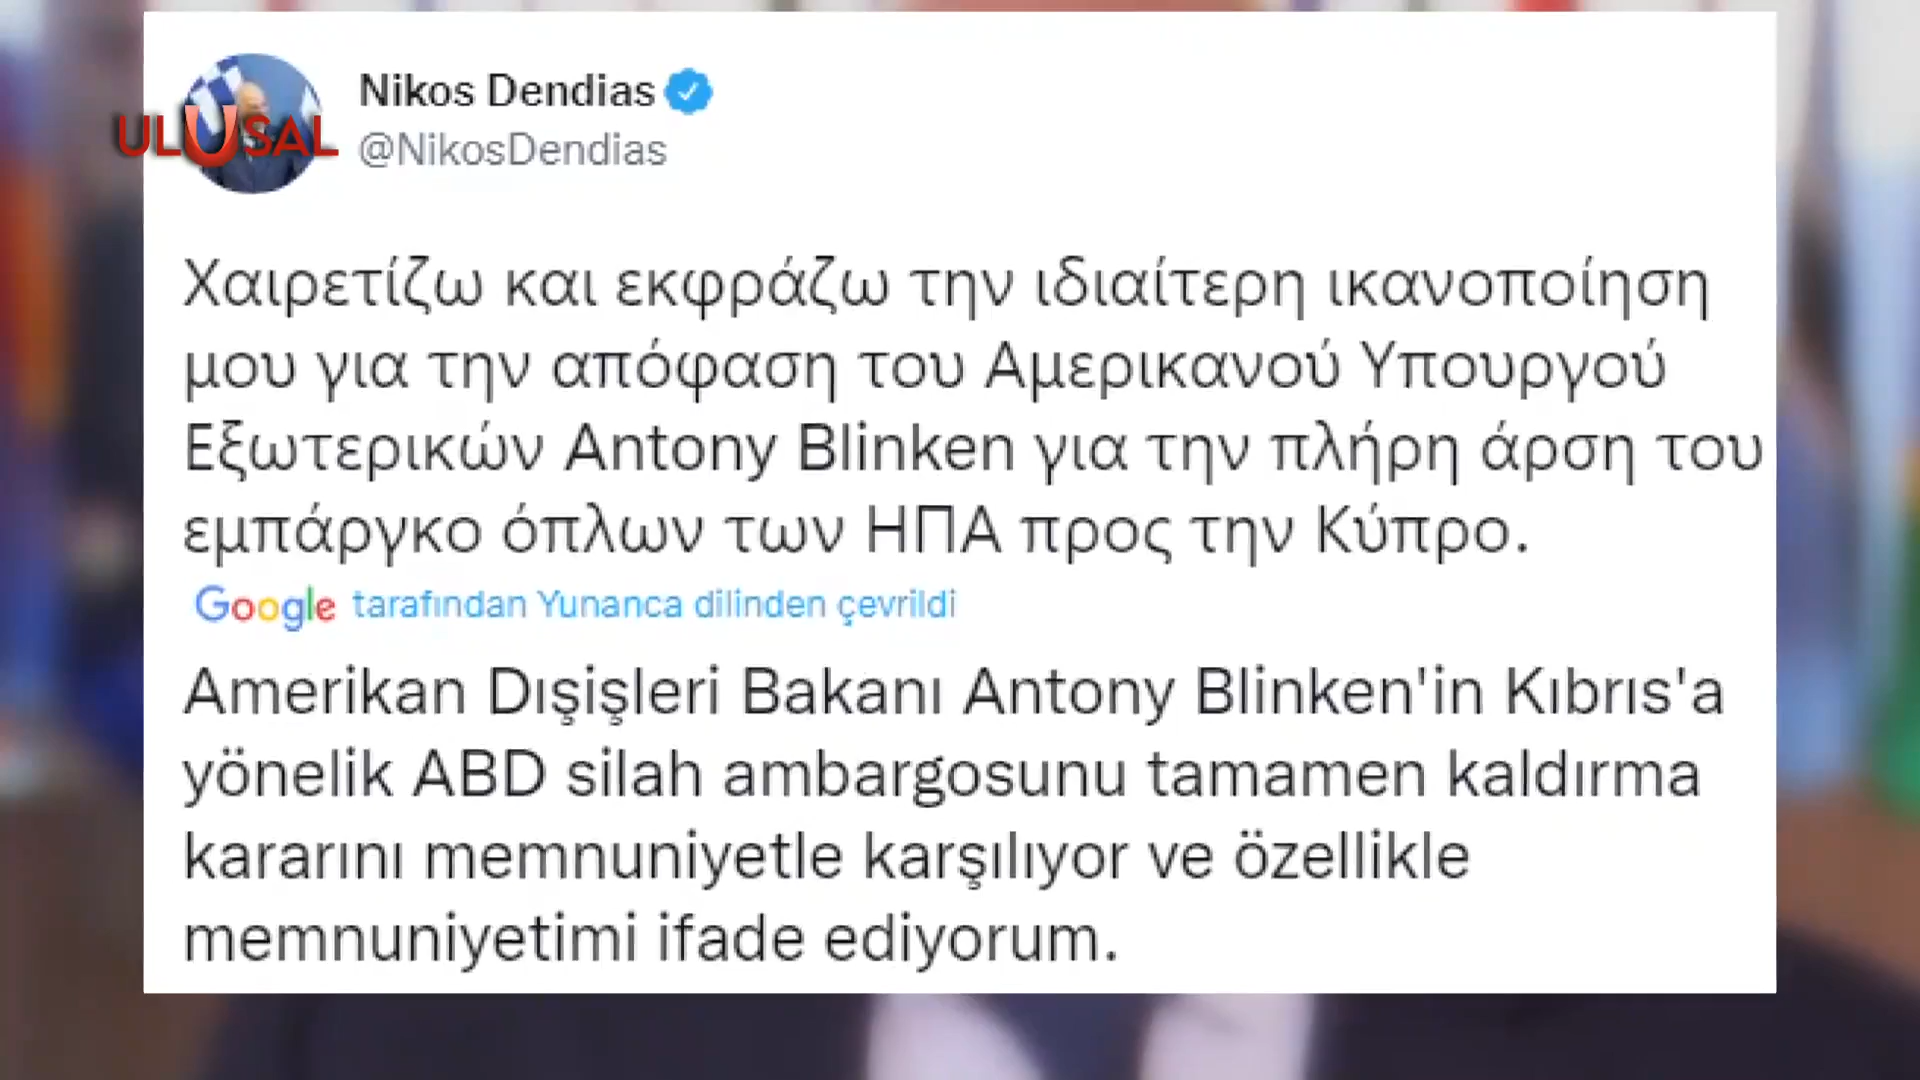 Nikos Dendias
@NikosDendias
ULUSAL
Χαιρετίζω και εκφράζω την ιδιαίτερη ικανοποίηση
μου για την απόφαση του Αμερικανού Υπουργού
Εξωτερικών Antony Blinken για την πλήρη άρση του
εμπάργκο όπλων των ΗΠΑ προς την Κύπρο.
Google tarafından Yunanca dilinden çevrildi
Amerikan Dışişleri Bakanı Antony Blinken'in Kıbrıs'a
yönelik ABD silah ambargosunu tamamen kaldırma
kararını memnuniyetle karşılıyor ve özellikle
memnuniyetimi ifade ediyorum.